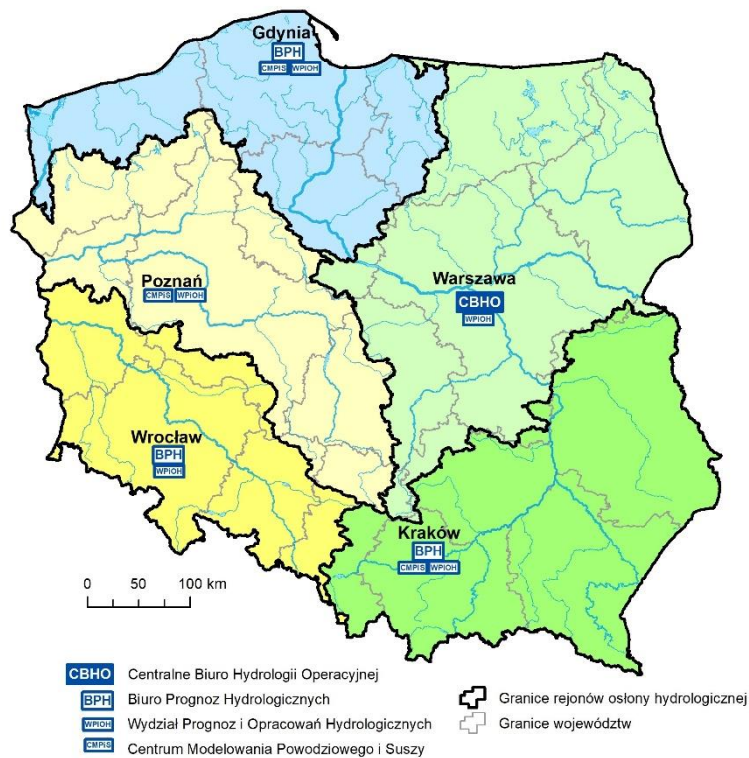 Gdynia
BPH
CMPiS WPiOH
Warszawa
CBHO
WPiOH
Poznań
CMPiS WPiOH
Wrocław
BPH
WPiOH
Kraków
BPH
CMPiS WPiOH
0 50 100 km
CBHO Centralne Biuro Hydrologii Operacyjnej
BPH Biuro Prognoz Hydrologicznych
WPiOH Wydział Prognoz i Opracowań Hydrologicznych
CMPiS Centrum Modelowania Powodziowego i Suszy
Granice rejonów osłony hydrologicznej
Granice województw